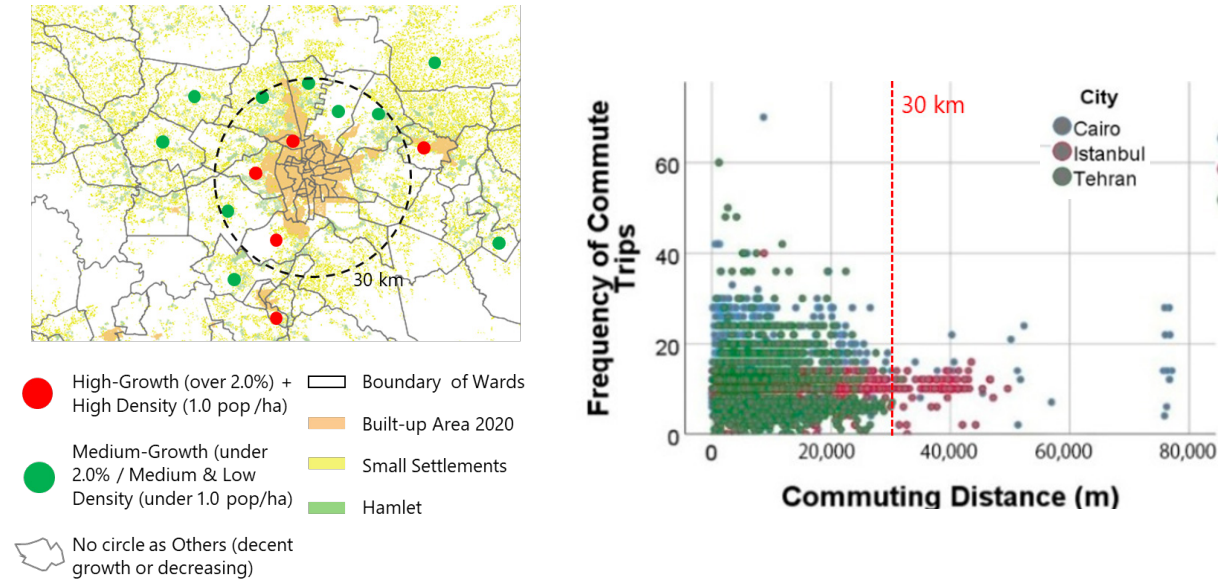 30 km
High-Growth (over 2.0%) +
High Density (1.0 pop /ha)
Medium-Growth (under
2.0% / Medium & Low
Density (under 1.0 pop/ha)
No circle as Others (decent
growth or decreasing)
Boundary of Wards
Built-up Area 2020
Small Settlements
Hamlet
Frequency of Commute
Trips
60
40
20
0
30 km
City
Cairo
Istanbul
Tehran
0
20,000
40,000
60,000
80,000
Commuting Distance (m)